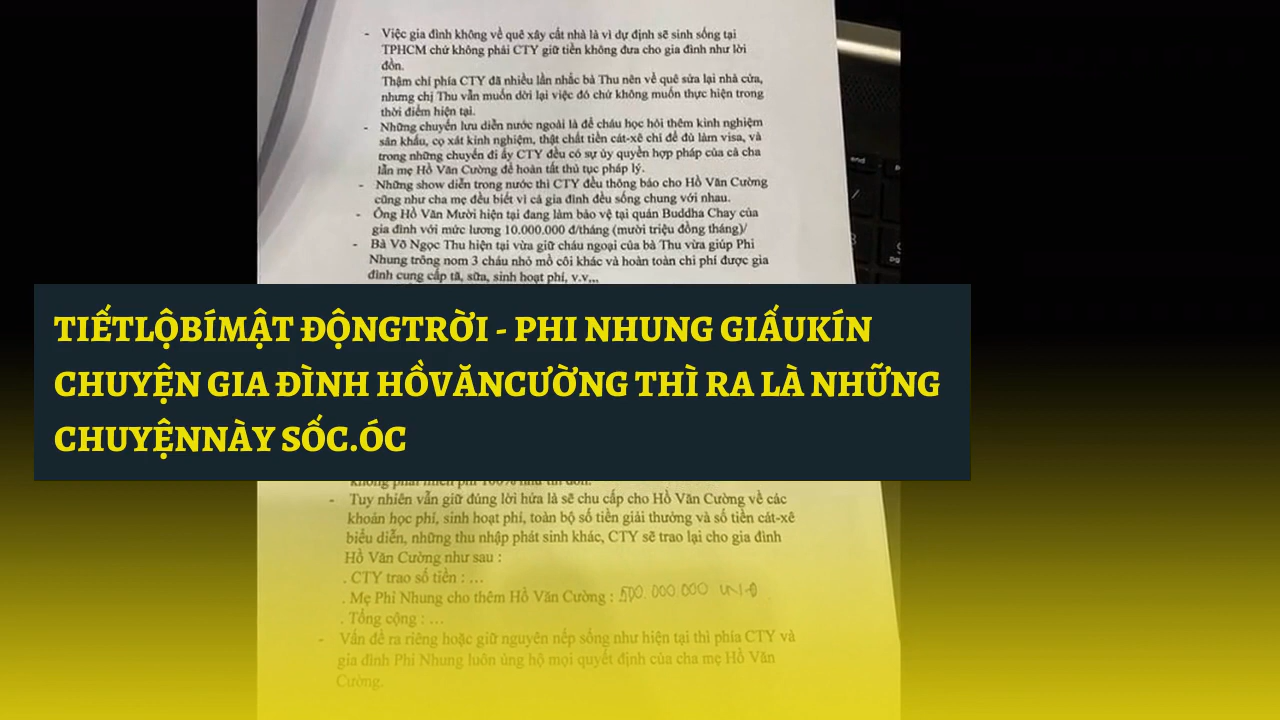 - Việc gia đình không về quê xây cất nhà là vì dự định sẽ sinh sống tại
TPHCM chứ không phải CTY giữ tiền không đưa cho gia đình như lời
đồn.
Thậm chí phía CTY đã nhiều lần nhắc bà Thu nên về quê sửa lại nhà cửa,
nhưng chị Thu vẫn muốn dời lại việc đó chứ không muốn thực hiện trong
thời điểm hiện tại.
- Những chuyến lưu diễn nước ngoài là để cháu học hỏi thêm kinh nghiệm
sân khấu, cọ xát kinh nghiệm, thật chất tiền cát-xê chỉ để đủ làm visa, và
trong những chuyến đi ấy CTY đều có sự ủy quyền hợp pháp của cả cha
lẫn mẹ Hồ Văn Cường để hoàn tất thủ tục pháp lý.
- Những show diễn trong nước thì CTY đều thông báo cho Hồ Văn Cường
cũng như cha mẹ đều biết vì cả gia đình đều sống chung với nhau.
- Ông Hồ Văn Mười hiện tại đang làm bảo vệ tại quán Buddha Chay của
gia đình với mức lương 10.000.000 đ/tháng (mười triệu đồng tháng)/
- Bà Võ Ngọc Thu hiện tại vừa giữ cháu ngoại của bà Thu vừa giúp Phi
Nhung trông nom 3 cháu nhỏ mồ côi khác và hoàn toàn chi phí được gia
đình cung cấp tã, sữa, sinh hoạt phí, v.v,,,
TIẾTLỘBÍMẬT ĐỘNGTRỜI - PHI NHUNG GIẤUKÍN
CHUYỆN GIA ĐÌNH HỒVĂNCƯỜNG THÌ RA LÀ NHỮNG
CHUYỆNNÀY SỐC.ÓC
không phải miễn phí 100% như tin đồn.
- Tuy nhiên vẫn giữ đúng lời hứa là sẽ chu cấp cho Hồ Văn Cường về các
khoản học phí, sinh hoạt phí, toàn bộ số tiền giải thưởng và số tiền cát-xê
biểu diễn, những thu nhập phát sinh khác, CTY sẽ trao lại cho gia đình
Hồ Văn Cường như sau :
. CTY trao số tiền : ...
. Mẹ Phi Nhung cho thêm Hồ Văn Cường : 500.000.000 VNĐ
. Tổng cộng : ...
- Vấn đề ra riêng hoặc giữ nguyên nếp sống như hiện tại thì phía CTY và
gia đình Phi Nhung luôn ủng hộ mọi quyết định của cha mẹ Hồ Văn
Cường.
end